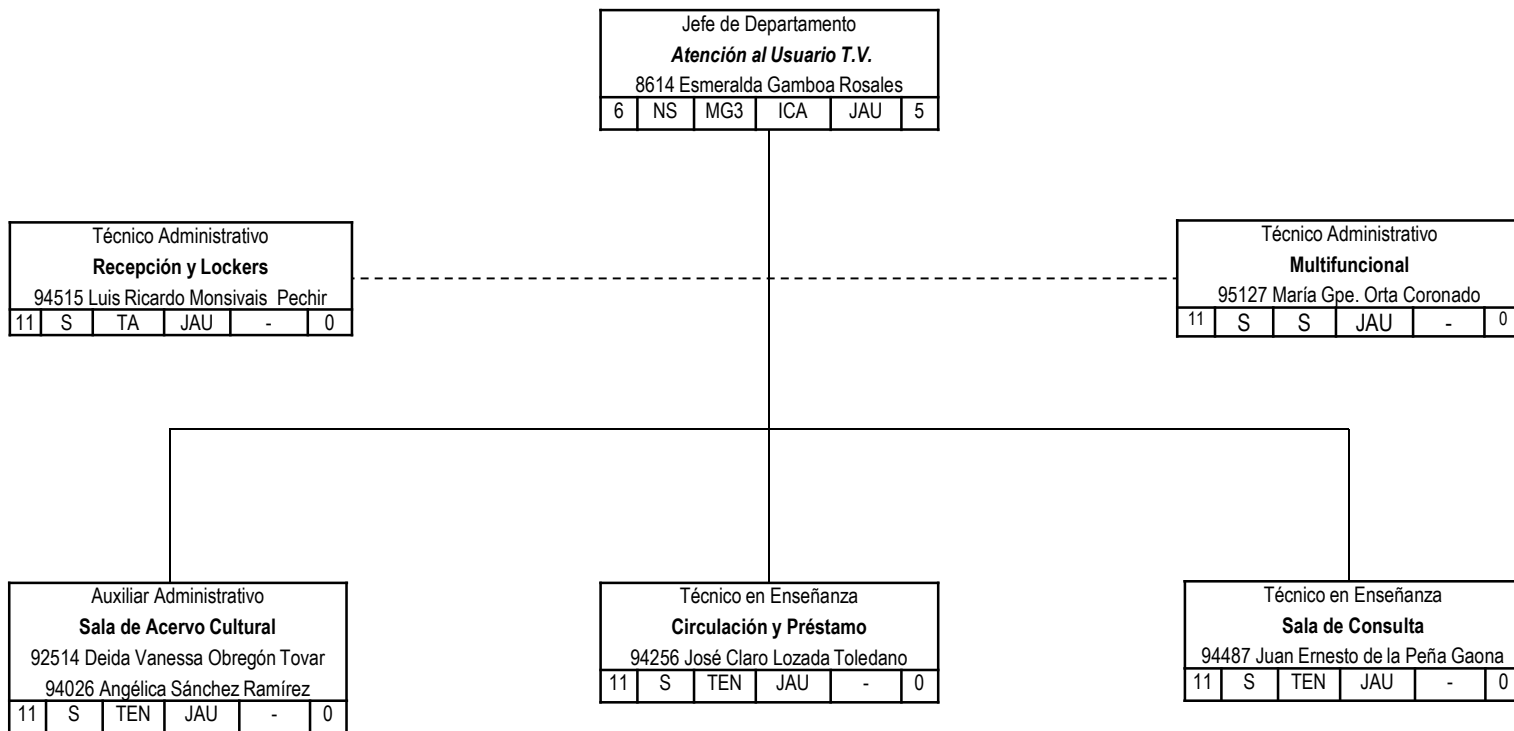 Jefe de Departamento
Atención al Usuario T.V.
8614 Esmeralda Gamboa Rosales
6 NS MG3 ICA JAU 5
Técnico Administrativo
Recepción y Lockers
94515 Luis Ricardo Monsivais Pechir
11 S TA JAU - 0
Técnico Administrativo
Multifuncional
95127 María Gpe. Orta Coronado
11 S S JAU - 0
Auxiliar Administrativo
Sala de Acervo Cultural
92514 Deida Vanessa Obregón Tovar
94026 Angélica Sánchez Ramírez
11 S TEN JAU - 0
Técnico en Enseñanza
Circulación y Préstamo
94256 José Claro Lozada Toledano
11 S TEN JAU - 0
Técnico en Enseñanza
Sala de Consulta
94487 Juan Ernesto de la Peña Gaona
11 S TEN JAU - 0